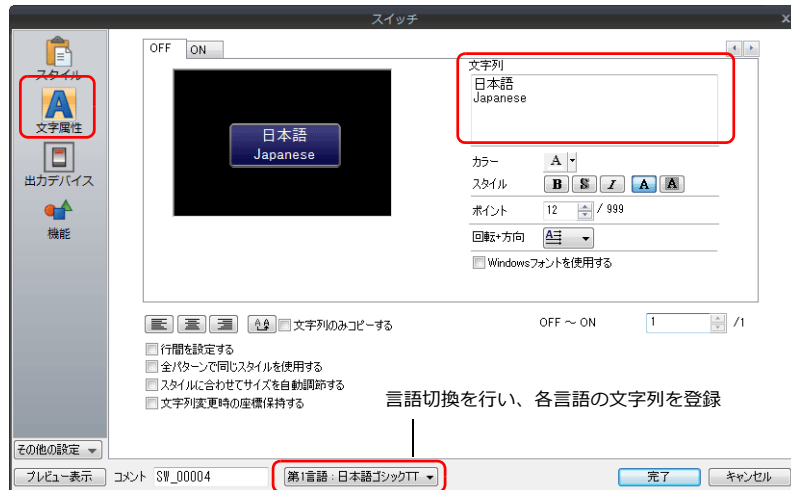 スイッチ
x
スタイル
文字属性
出力デバイス
機能
その他の設定
OFF
ON
日本語
Japanese
文字列
日本語
Japanese
カラー
A
スタイル
B S I A A
ポイント
12
/ 999
回転+方向
Windowsフォントを使用する
文字列のみコピーする
OFF ~ ON
1
/1
行間を設定する
全パターンで同じスタイルを使用する
スタイルに合わせてサイズを自動調節する
文字列変更時の座標保持する
言語切換を行い、各言語の文字列を登録
プレビュー表示
コメント
SW_00004
第1言語 : 日本語ゴシックTT
完了
キャンセル